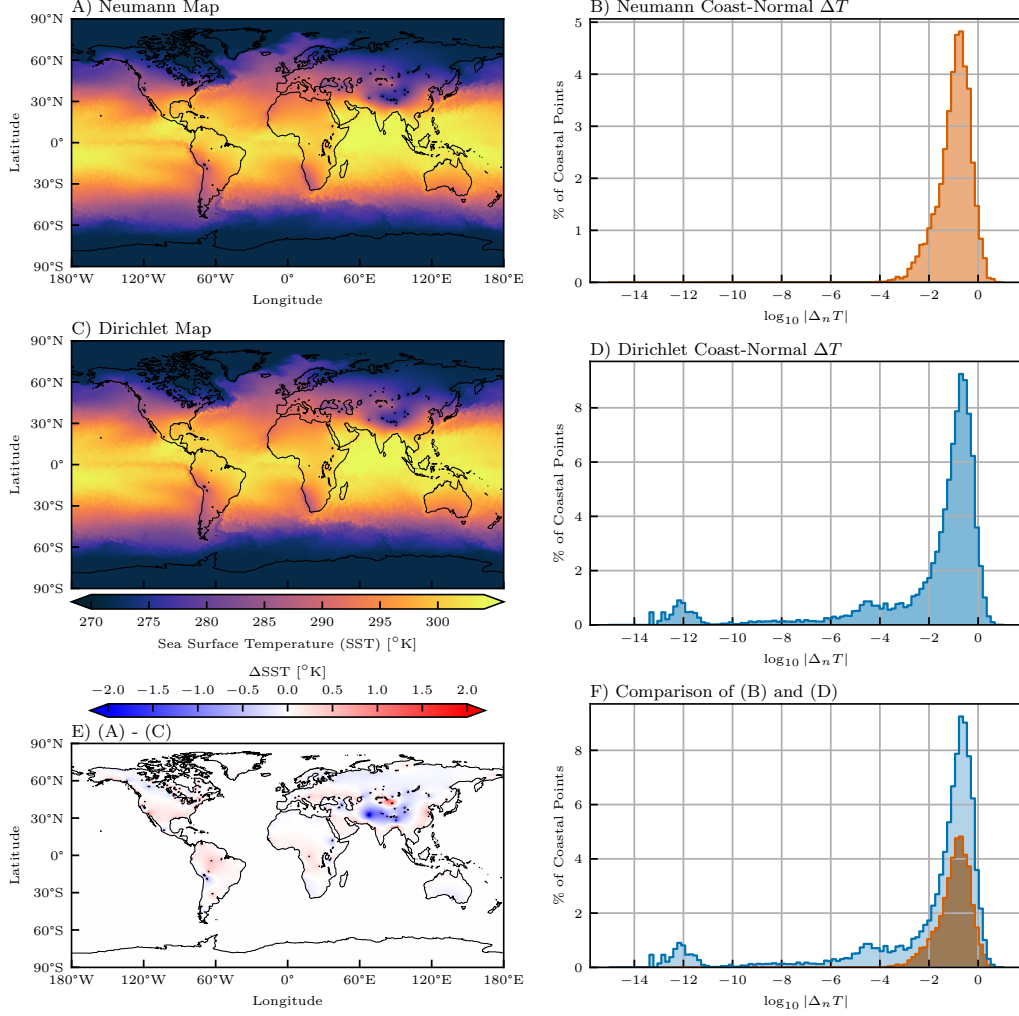 A) Neumann Map
90°N
60°N
30°N
0°
30°S
60°S
90°S
Latitude
180°W 120°W 60°W 0° 60°E 120°E 180°E
Longitude
B) Neumann Coast-Normal ΔT
5
4
3
2
1
0
% of Coastal Points
−14 −12 −10 −8 −6 −4 −2 0
log₁₀ |ΔₙT|
C) Dirichlet Map
90°N
60°N
30°N
0°
30°S
60°S
90°S
Latitude
270 275 280 285 290 295 300
Sea Surface Temperature (SST) [°K]
D) Dirichlet Coast-Normal ΔT
8
6
4
2
0
% of Coastal Points
−14 −12 −10 −8 −6 −4 −2 0
log₁₀ |ΔₙT|
ΔSST [°K]
−2.0 −1.5 −1.0 −0.5 0.0 0.5 1.0 1.5 2.0
E) (A) - (C)
90°N
60°N
30°N
0°
30°S
60°S
90°S
Latitude
180°W 120°W 60°W 0° 60°E 120°E 180°E
Longitude
F) Comparison of (B) and (D)
8
6
4
2
0
% of Coastal Points
−14 −12 −10 −8 −6 −4 −2 0
log₁₀ |ΔₙT|